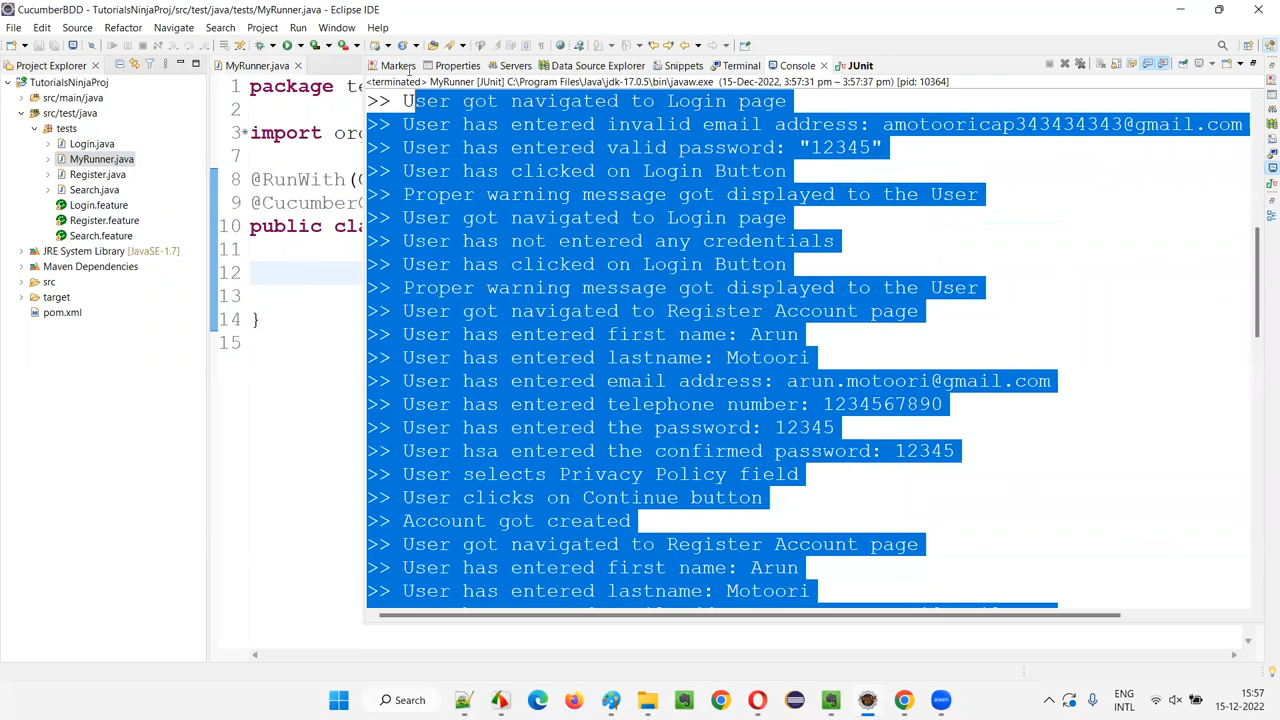 CucumberBDD - TutorialsNinjaProj/src/test/java/tests/MyRunner.java - Eclipse IDE
File Edit Source Refactor Navigate Search Project Run Window Help
Project Explorer
MyRunner.java
Markers Properties Servers Data Source Explorer Snippets Terminal Console JUnit
<terminated> MyRunner [JUnit] C:\Program Files\Java\jdk-17.0.5\bin\javaw.exe (15-Dec-2022, 3:57:31 pm – 3:57:37 pm) [pid: 10364]
TutorialsNinjaProj
src/main/java
src/test/java
tests
Login.java
MyRunner.java
Register.java
Search.java
Login.feature
Register.feature
Search.feature
JRE System Library [JavaSE-1.7]
Maven Dependencies
src
target
pom.xml
1 package te
2
3 import org
7
8 @RunWith(
9 @Cucumber
10 public cla
11
12
13
14 }
15
>> User got navigated to Login page
>> User has entered invalid email address: amotooricap343434343@gmail.com
>> User has entered valid password: "12345"
>> User has clicked on Login Button
>> Proper warning message got displayed to the User
>> User got navigated to Login page
>> User has not entered any credentials
>> User has clicked on Login Button
>> Proper warning message got displayed to the User
>> User got navigated to Register Account page
>> User has entered first name: Arun
>> User has entered lastname: Motoori
>> User has entered email address: arun.motoori@gmail.com
>> User has entered telephone number: 1234567890
>> User has entered the password: 12345
>> User hsa entered the confirmed password: 12345
>> User selects Privacy Policy field
>> User clicks on Continue button
>> Account got created
>> User got navigated to Register Account page
>> User has entered first name: Arun
>> User has entered lastname: Motoori
Search
ENG
INTL
15:57
15-12-2022